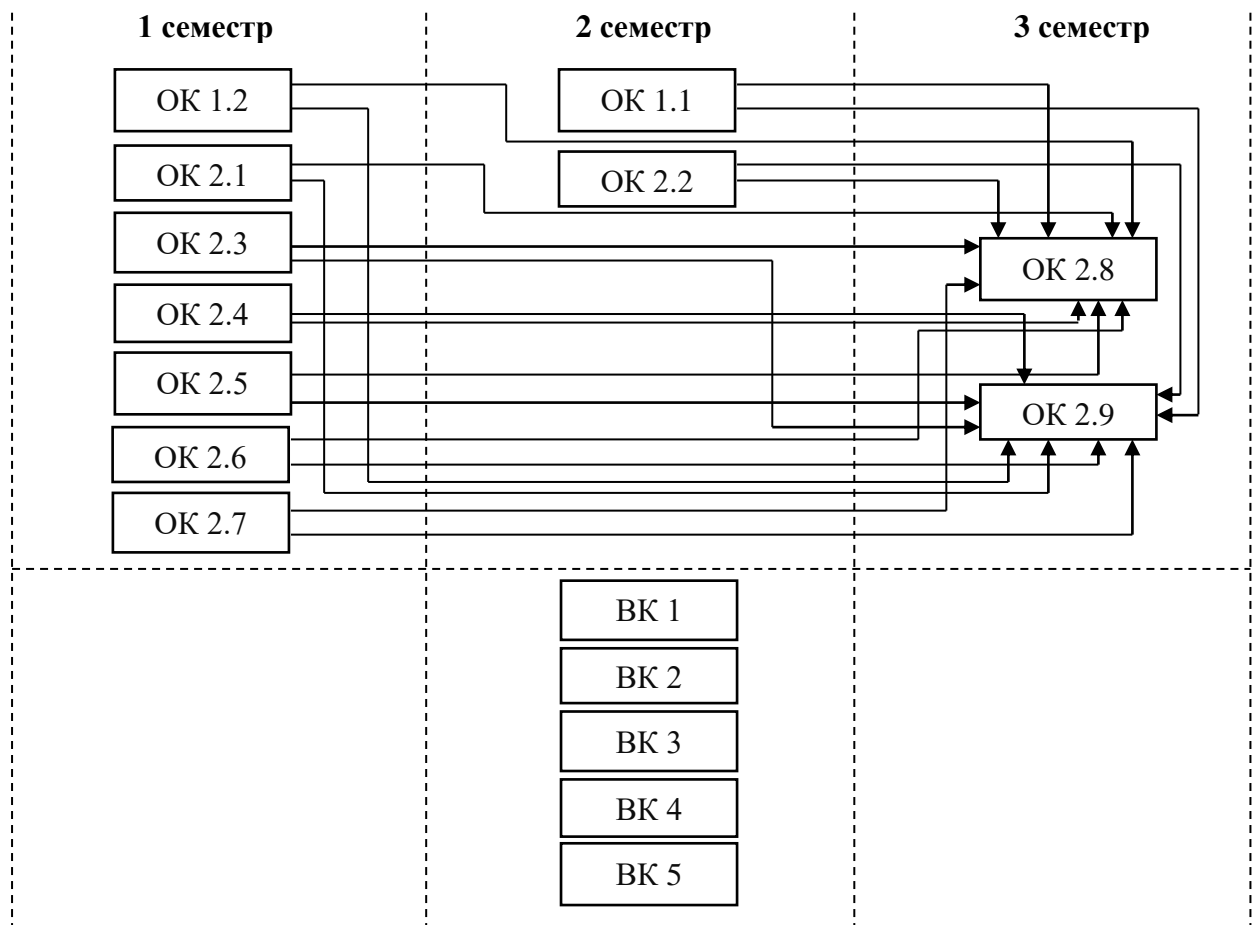 1 семестр 2 семестр 3 семестр
ОК 1.2
ОК 2.1
ОК 2.3
ОК 2.4
ОК 2.5
ОК 2.6
ОК 2.7
ОК 1.1
ОК 2.2
ОК 2.8
ОК 2.9
ВК 1
ВК 2
ВК 3
ВК 4
ВК 5